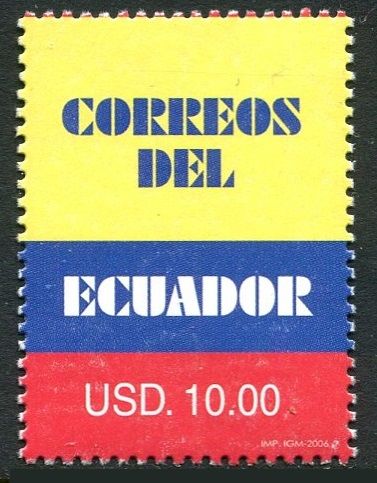 CORREOS
DEL
ECUADOR
USD. 10.00
IMP. IGM-2006.